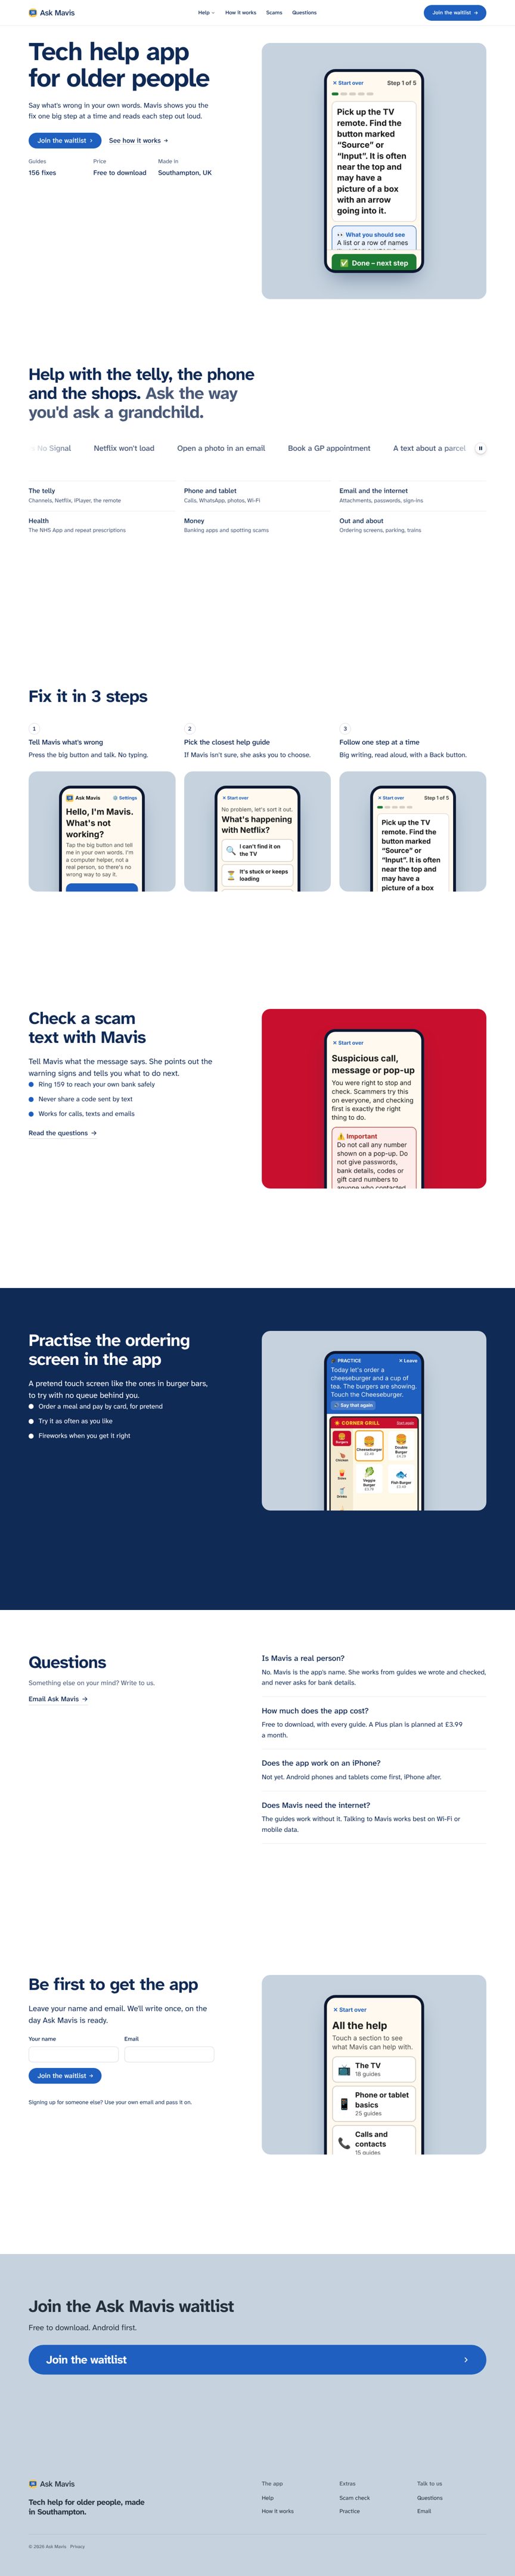 Ask Mavis
Help
How it works
Scams
Questions
Join the waitlist →
Tech help app
for older people
Say what's wrong in your own words. Mavis shows you the
fix one big step at a time and reads each step out loud.
Join the waitlist ›
See how it works →
Guides
156 fixes
Price
Free to download
Made in
Southampton, UK
× Start over
Step 1 of 5
Pick up the TV
remote. Find the
button marked
“Source” or
“Input”. It is often
near the top and
may have a
picture of a box
with an arrow
going into it.
What you should see
A list or a row of names
Done – next step
Help with the telly, the phone
and the shops. Ask the way
you'd ask a grandchild.
No Signal
Netflix won't load
Open a photo in an email
Book a GP appointment
A text about a parcel
The telly
Channels, Netflix, iPlayer, the remote
Phone and tablet
Calls, WhatsApp, photos, Wi-Fi
Email and the internet
Attachments, passwords, sign-ins
Health
The NHS App and repeat prescriptions
Money
Banking apps and spotting scams
Out and about
Ordering screens, parking, trains
Fix it in 3 steps
1
Tell Mavis what's wrong
Press the big button and talk. No typing.
2
Pick the closest help guide
If Mavis isn't sure, she asks you to choose.
3
Follow one step at a time
Big writing, read aloud, with a Back button.
Ask Mavis
Settings
Hello, I'm Mavis.
What's not
working?
Tap the big button and tell
me in your own words. I'm
a computer helper, not a
real person, so there's no
wrong way to say it.
× Start over
No problem, let's sort it out.
What's happening
with Netflix?
I can't find it on
the TV
It's stuck or keeps
loading
× Start over
Step 1 of 5
Pick up the TV
remote. Find the
button marked
“Source” or
“Input”. It is often
near the top and
may have a
picture of a box
Check a scam
text with Mavis
Tell Mavis what the message says. She points out the
warning signs and tells you what to do next.
Ring 159 to reach your own bank safely
Never share a code sent by text
Works for calls, texts and emails
Read the questions →
× Start over
Suspicious call,
message or pop-up
You were right to stop and
check. Scammers try this
on everyone, and checking
first is exactly the right
thing to do.
Important
Do not call any number
shown on a pop-up. Do
not give passwords,
bank details, codes or
gift card numbers to
anyone who contacted
Practise the ordering
screen in the app
A pretend touch screen like the ones in burger bars,
to try with no queue behind you.
Order a meal and pay by card, for pretend
Try it as often as you like
Fireworks when you get it right
PRACTICE
× Leave
Today let's order a
cheeseburger and a cup of
tea. The burgers are showing.
Touch the Cheeseburger.
Say that again
CORNER GRILL
Start again
Burgers
Chicken
Sides
Drinks
Cheeseburger
£2.49
Double
Burger
Veggie
Burger
Fish Burger
Questions
Something else on your mind? Write to us.
Email Ask Mavis →
Is Mavis a real person?
No. Mavis is the app's name. She works from guides we wrote and checked,
and never asks for bank details.
How much does the app cost?
Free to download, with every guide. A Plus plan is planned at £3.99
a month.
Does the app work on an iPhone?
Not yet. Android phones and tablets come first, iPhone after.
Does Mavis need the internet?
The guides work without it. Talking to Mavis works best on Wi-Fi or
mobile data.
Be first to get the app
Leave your name and email. We'll write once, on the
day Ask Mavis is ready.
Your name
Email
Join the waitlist →
Signing up for someone else? Use your own email and pass it on.
× Start over
All the help
Touch a section to see
what Mavis can help with.
The TV
18 guides
Phone or tablet
basics
25 guides
Calls and
contacts
15 guides
Join the Ask Mavis waitlist
Free to download. Android first.
Join the waitlist ›
Ask Mavis
Tech help for older people, made
in Southampton.
The app
Help
How it works
Extras
Scam check
Practice
Talk to us
Questions
Email
© 2026 Ask Mavis · Privacy